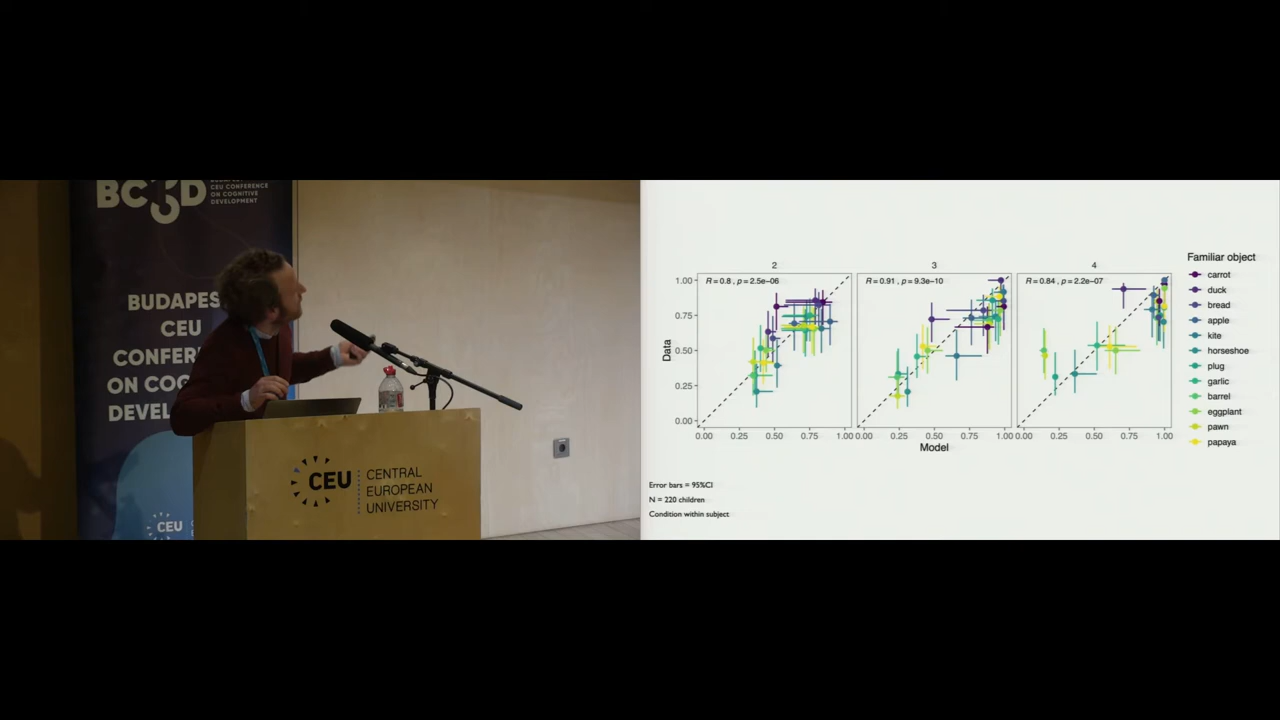 BC D
CEU CONFERENCE
ON COGNITIVE
DEVELOPMENT
BUDAPES
CEU
CONFER
ON COG
DEVEL
CEU
CEU
CENTRAL
EUROPEAN
UNIVERSITY
Familiar object
carrot
duck
bread
apple
kite
horseshoe
plug
garlic
barrel
eggplant
pawn
papaya
2
3
4
R = 0.8 , p = 2.5e−06
R = 0.91 , p = 9.3e−10
R = 0.84 , p = 2.2e−07
1.00
0.75
0.50
0.25
0.00
Data
0.00 0.25 0.50 0.75 1.00
0.00 0.25 0.50 0.75 1.00
0.00 0.25 0.50 0.75 1.00
Model
Error bars = 95%CI
N = 220 children
Condition within subject